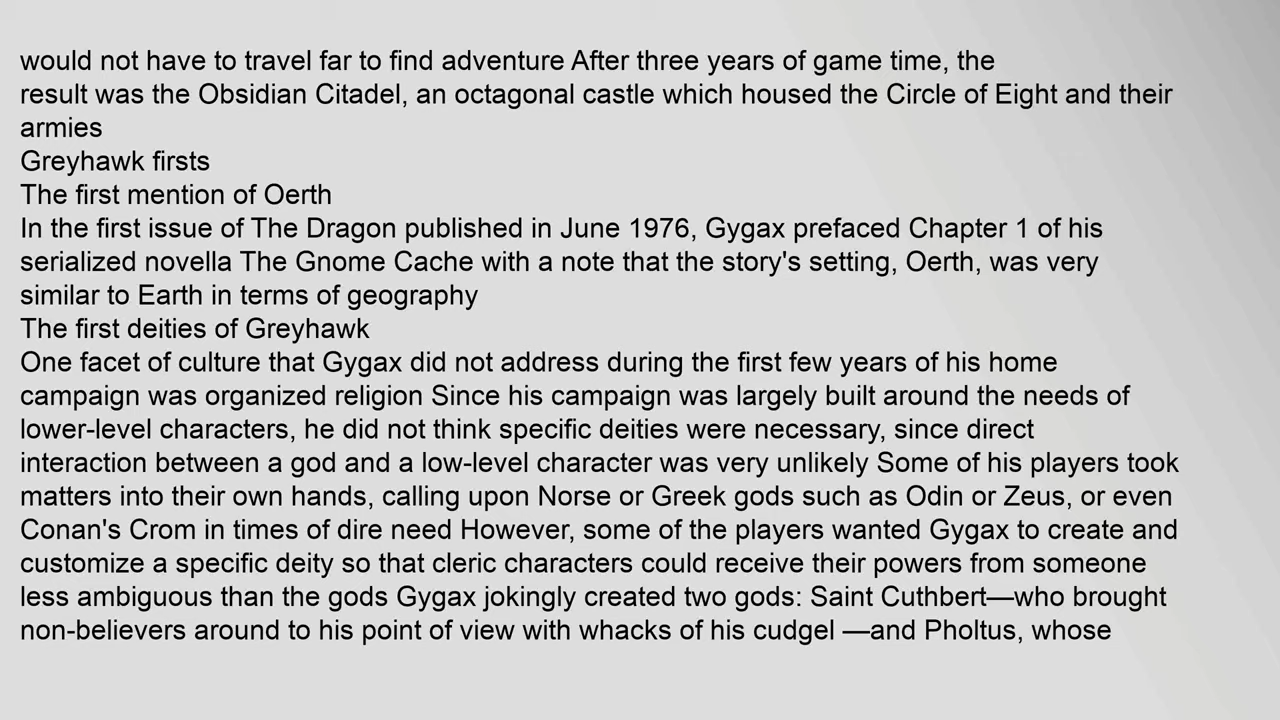 would not have to travel far to find adventure After three years of game time, the
result was the Obsidian Citadel, an octagonal castle which housed the Circle of Eight and their
armies
Greyhawk firsts
The first mention of Oerth
In the first issue of The Dragon published in June 1976, Gygax prefaced Chapter 1 of his
serialized novella The Gnome Cache with a note that the story's setting, Oerth, was very
similar to Earth in terms of geography
The first deities of Greyhawk
One facet of culture that Gygax did not address during the first few years of his home
campaign was organized religion Since his campaign was largely built around the needs of
lower-level characters, he did not think specific deities were necessary, since direct
interaction between a god and a low-level character was very unlikely Some of his players took
matters into their own hands, calling upon Norse or Greek gods such as Odin or Zeus, or even
Conan's Crom in times of dire need However, some of the players wanted Gygax to create and
customize a specific deity so that cleric characters could receive their powers from someone
less ambiguous than the gods Gygax jokingly created two gods: Saint Cuthbert—who brought
non-believers around to his point of view with whacks of his cudgel —and Pholtus, whose